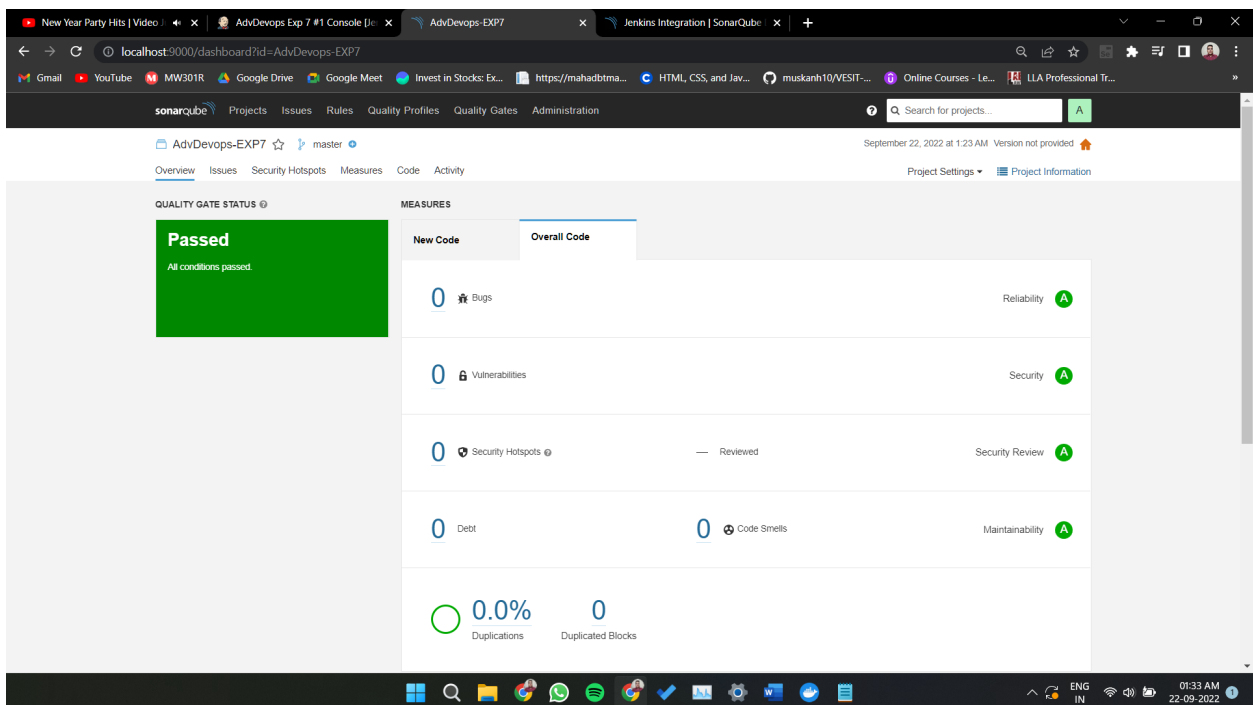 New Year Party Hits | Video J
AdvDevops Exp 7 #1 Console [Je
AdvDevops-EXP7
Jenkins Integration | SonarQube
localhost:9000/dashboard?id=AdvDevops-EXP7
Gmail YouTube MW301R Google Drive Google Meet Invest in Stocks: Ex... https://mahadbtma... HTML, CSS, and Jav... muskanh10/VESIT-... Online Courses - Le... LLA Professional Tr... »
sonarqube Projects Issues Rules Quality Profiles Quality Gates Administration Search for projects... A
AdvDevops-EXP7 master September 22, 2022 at 1:23 AM Version not provided
Overview Issues Security Hotspots Measures Code Activity Project Settings Project Information
QUALITY GATE STATUS MEASURES
Passed
All conditions passed.
New Code Overall Code
0 Bugs Reliability A
0 Vulnerabilities Security A
0 Security Hotspots — Reviewed Security Review A
0 Debt 0 Code Smells Maintainability A
0.0% 0
Duplications Duplicated Blocks
ENG 01:33 AM
IN 22-09-2022 1